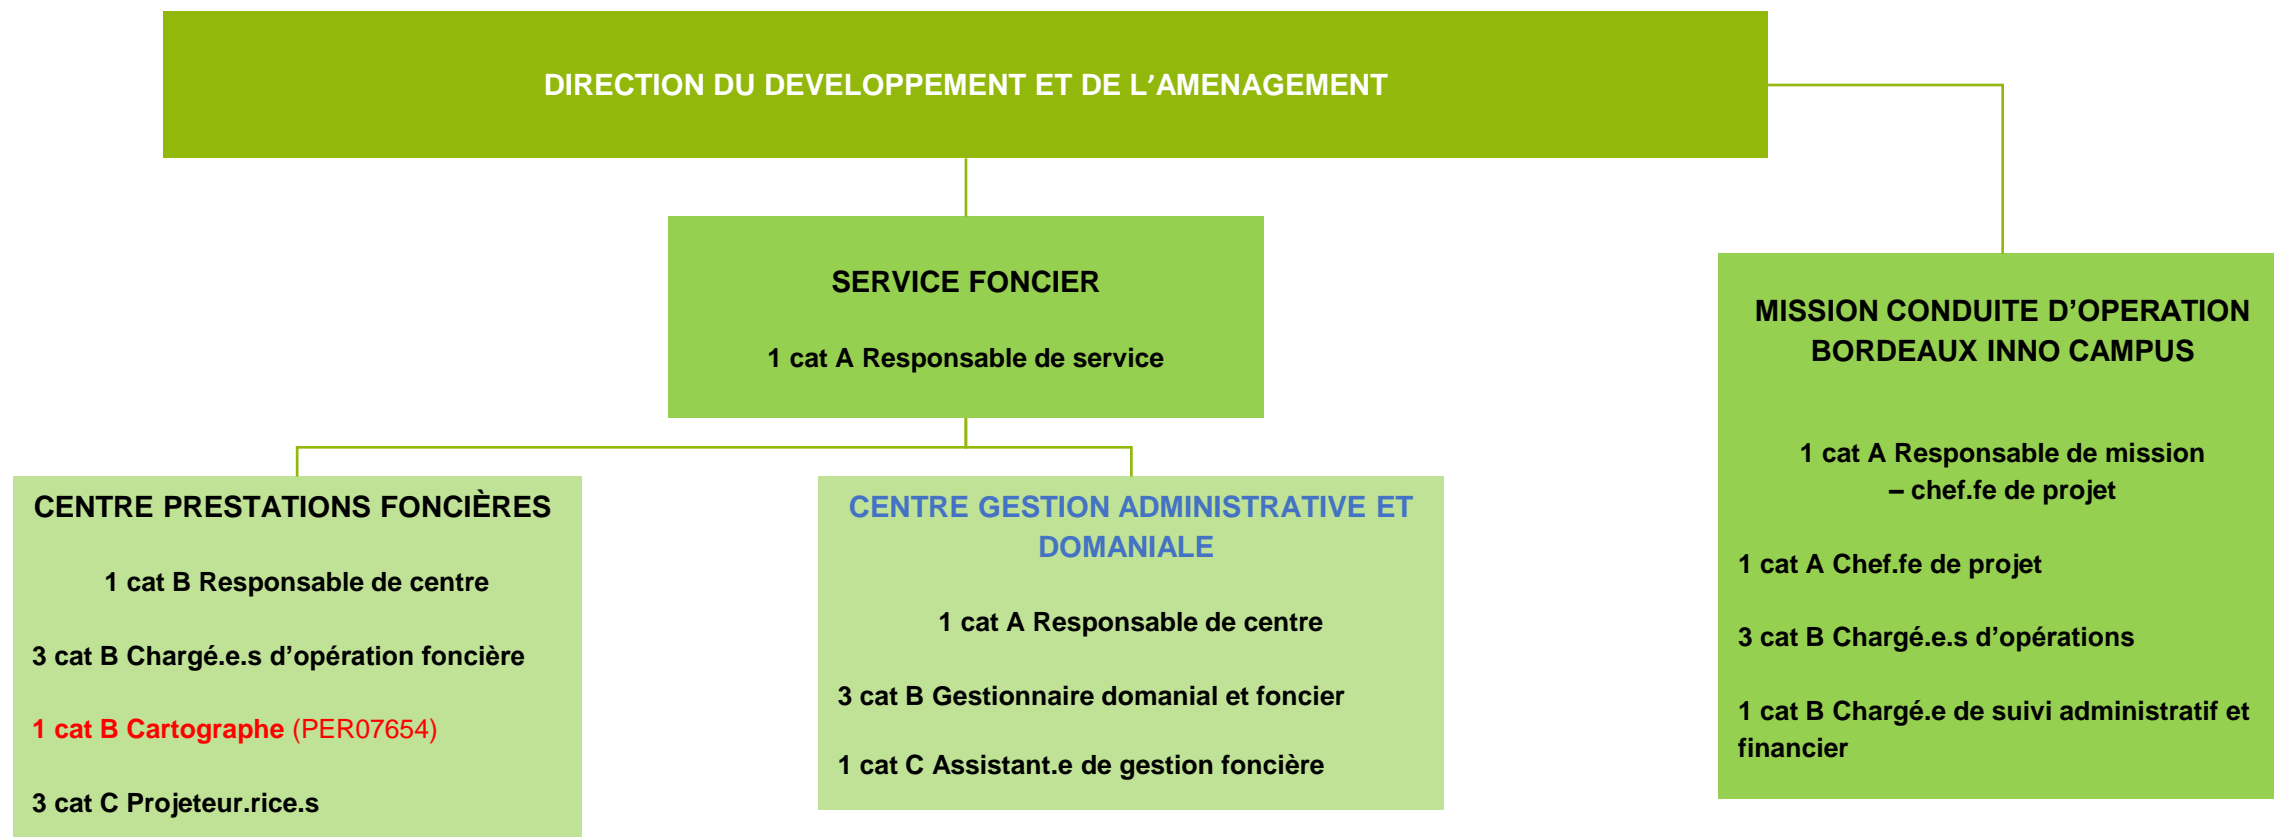 DIRECTION DU DEVELOPPEMENT ET DE L’AMENAGEMENT
SERVICE FONCIER
1 cat A Responsable de service
MISSION CONDUITE D’OPERATION
BORDEAUX INNO CAMPUS
1 cat A Responsable de mission
– chef.fe de projet
1 cat A Chef.fe de projet
3 cat B Chargé.e.s d’opérations
1 cat B Chargé.e de suivi administratif et
financier
CENTRE PRESTATIONS FONCIÈRES
1 cat B Responsable de centre
3 cat B Chargé.e.s d’opération foncière
1 cat B Cartographe (PER07654)
3 cat C Projeteur.rice.s
CENTRE GESTION ADMINISTRATIVE ET
DOMANIALE
1 cat A Responsable de centre
3 cat B Gestionnaire domanial et foncier
1 cat C Assistant.e de gestion foncière